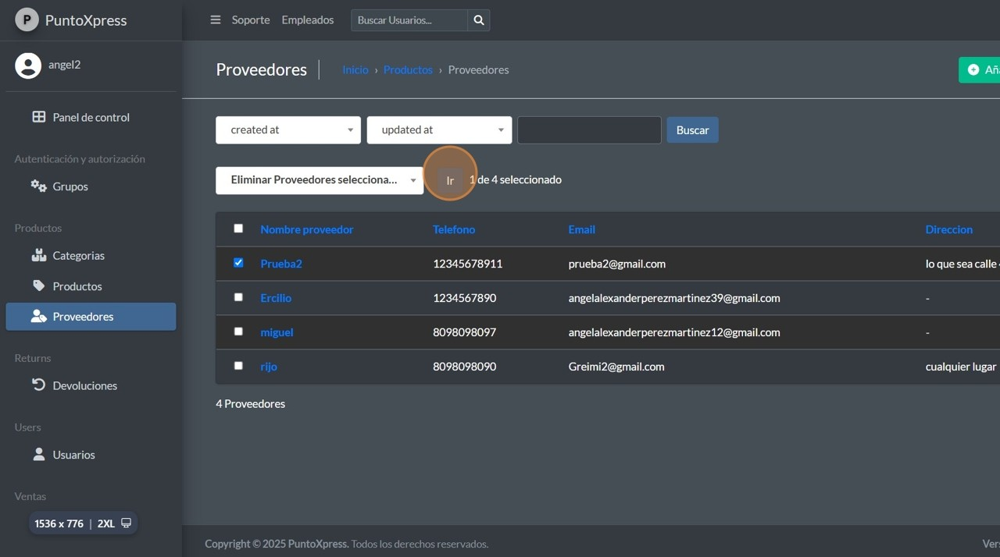 P PuntoXpress
Soporte Empleados Buscar Usuarios...
angel2
Proveedores Inicio › Productos › Proveedores
Panel de control
created at updated at Buscar
Autenticación y autorización
Grupos
Eliminar Proveedores selecciona... Ir 1 de 4 seleccionado
Productos
Categorias
Productos
Proveedores
Nombre proveedor Telefono Email Direccion
Prueba2 12345678911 prueba2@gmail.com lo que sea calle
Ercilio 1234567890 angelalexanderperezmartinez39@gmail.com -
miguel 8098098097 angelalexanderperezmartinez12@gmail.com -
rijo 8098098090 Greimi2@gmail.com cualquier lugar
4 Proveedores
Returns
Devoluciones
Users
Usuarios
Ventas
1536 x 776 | 2XL
Copyright © 2025 PuntoXpress. Todos los derechos reservados.